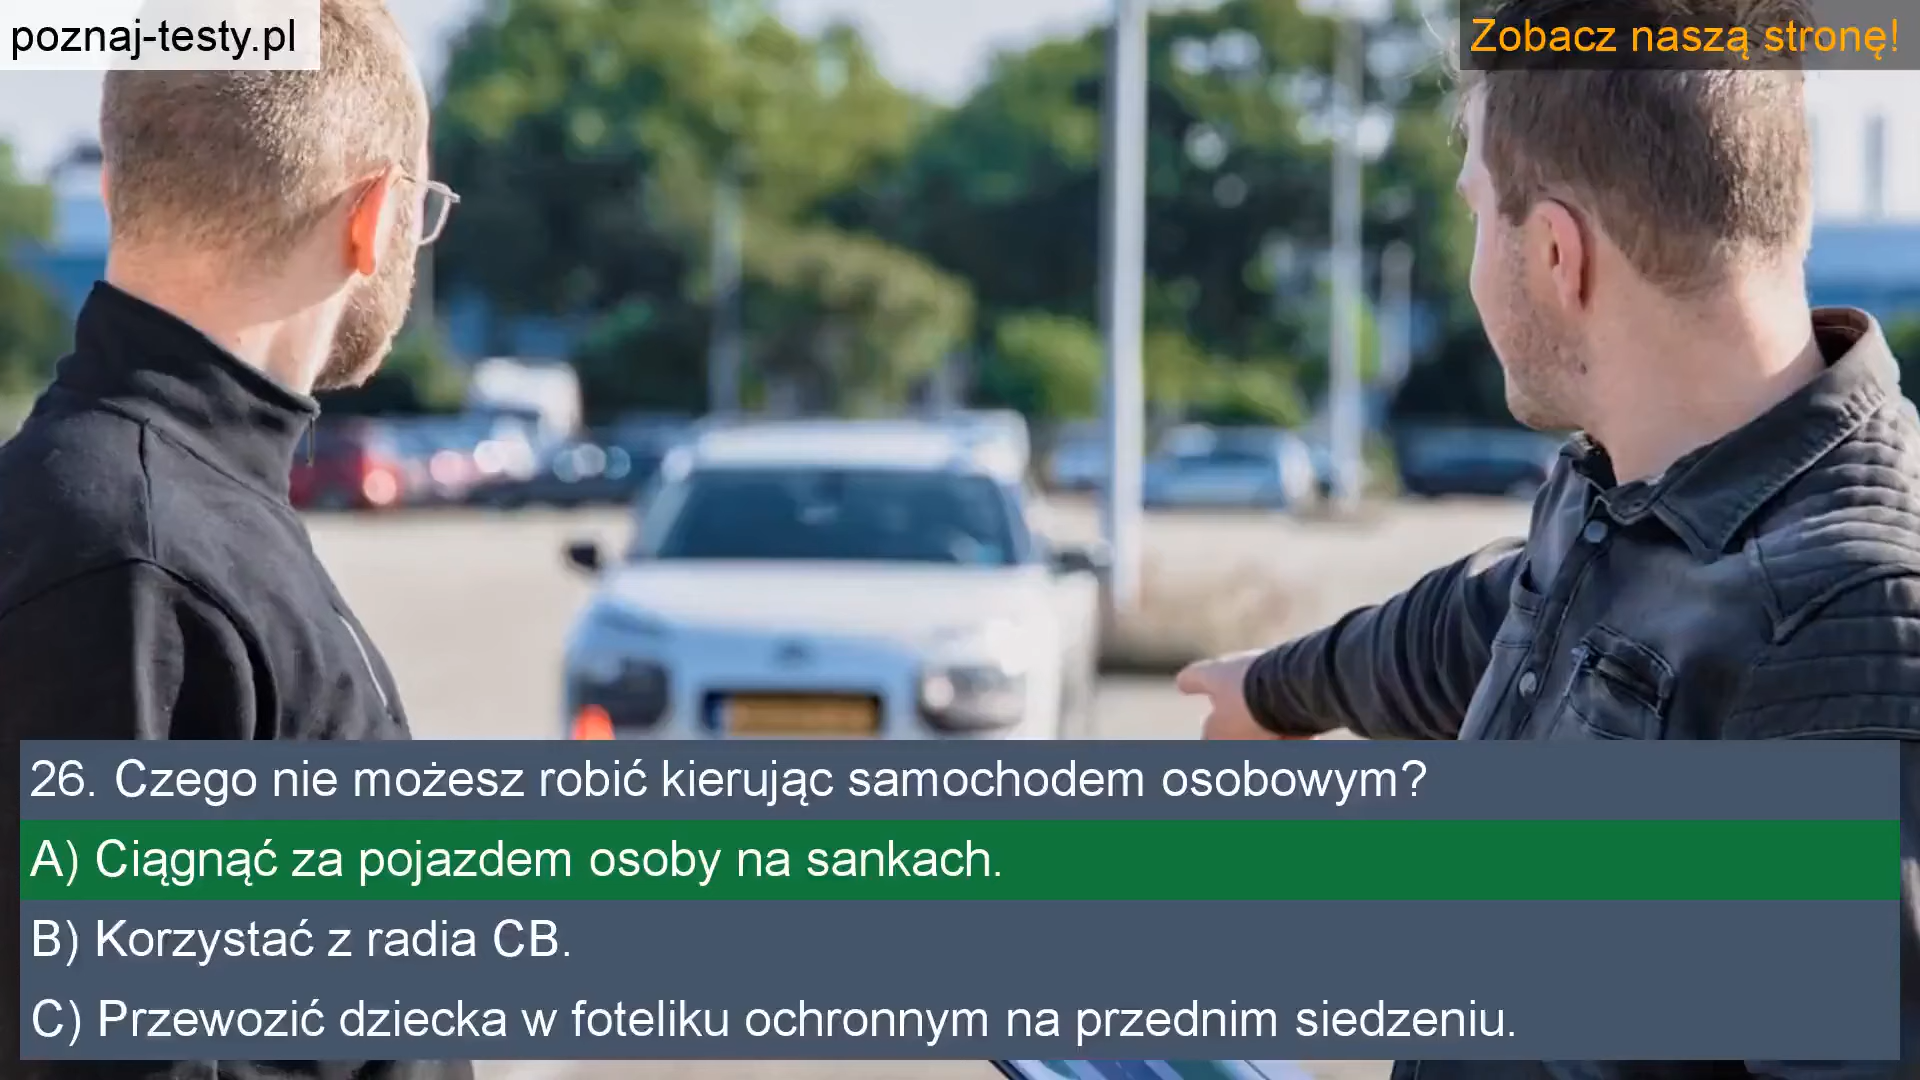 poznaj-testy.pl
Zobacz naszą stronę!
26. Czego nie możesz robić kierując samochodem osobowym?
A) Ciągnąć za pojazdem osoby na sankach.
B) Korzystać z radia CB.
C) Przewozić dziecka w foteliku ochronnym na przednim siedzeniu.